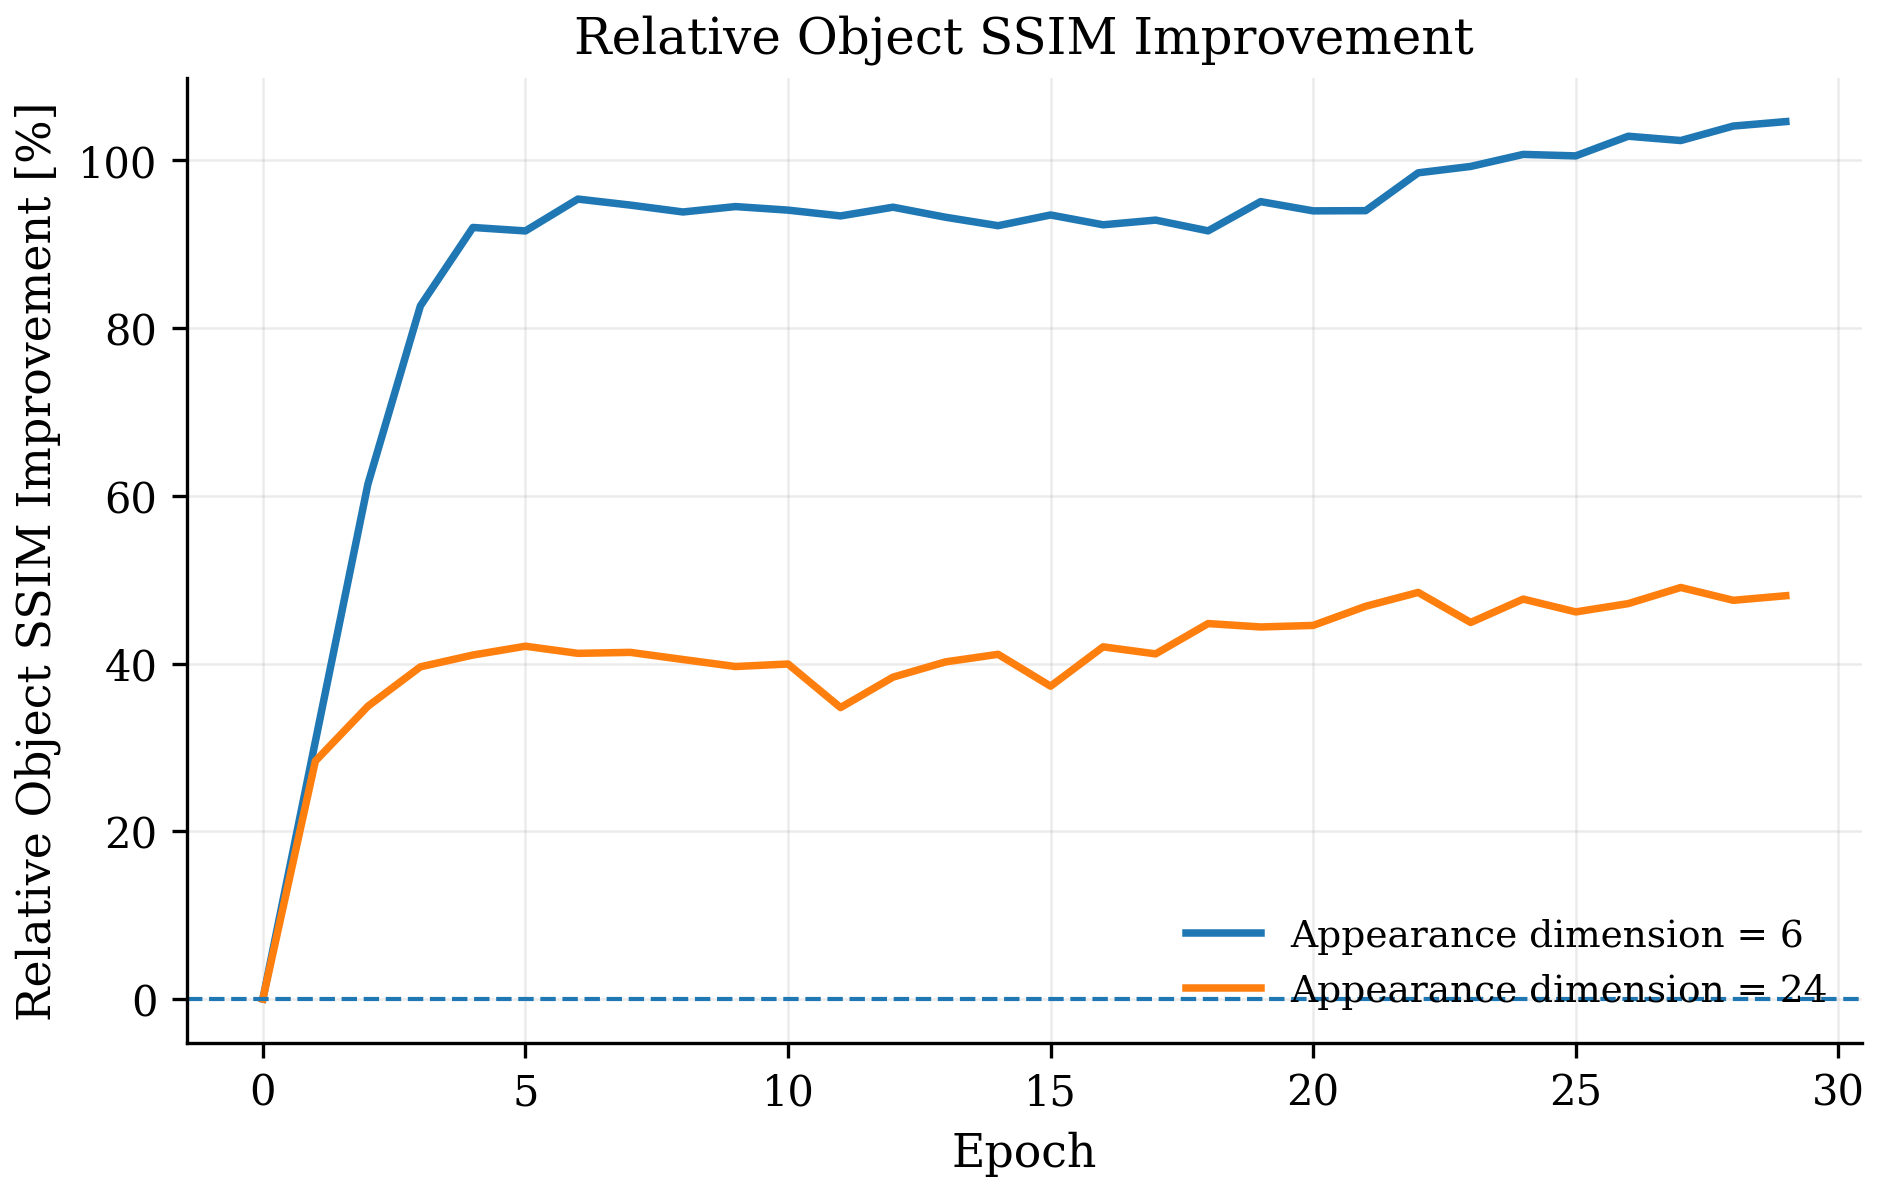 Relative Object SSIM Improvement
Relative Object SSIM Improvement [%]
100
80
60
40
20
0
Appearance dimension = 6
Appearance dimension = 24
0 5 10 15 20 25 30
Epoch